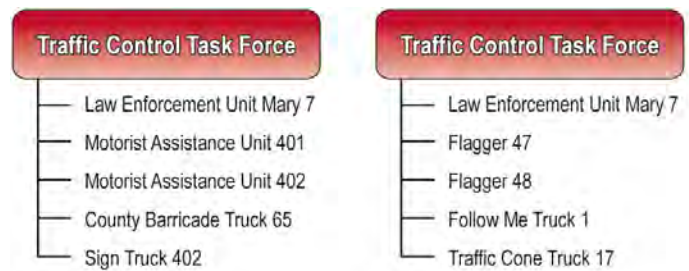 Traffic Control Task Force
Law Enforcement Unit Mary 7
Motorist Assistance Unit 401
Motorist Assistance Unit 402
County Barricade Truck 65
Sign Truck 402
Traffic Control Task Force
Law Enforcement Unit Mary 7
Flagger 47
Flagger 48
Follow Me Truck 1
Traffic Cone Truck 17